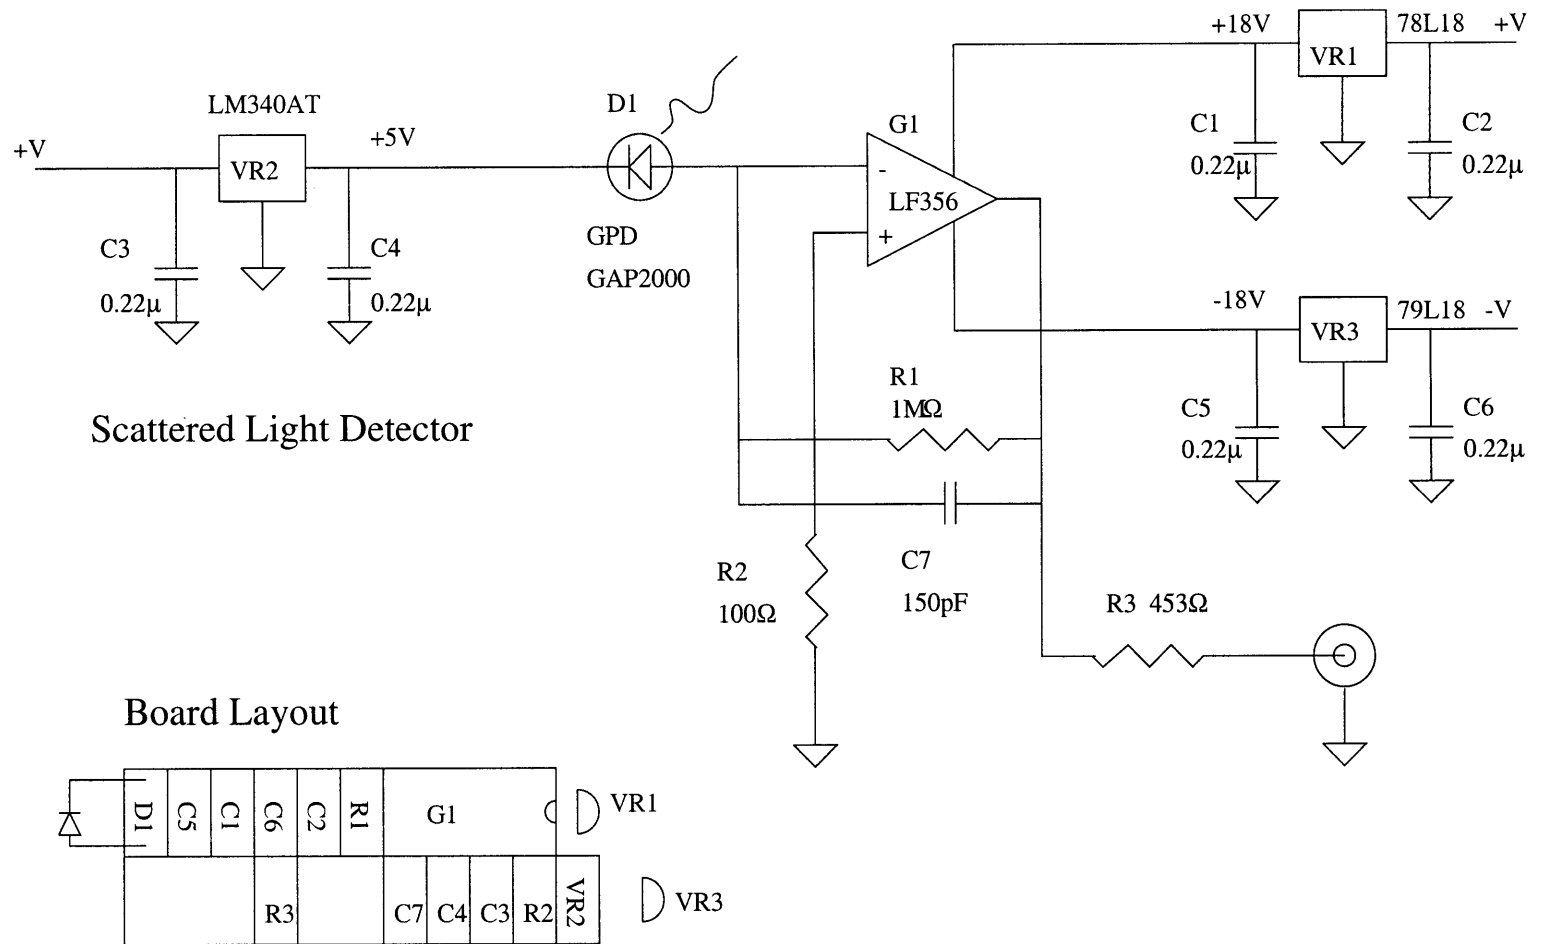 +18V
78L18
+V
VR1
C1
0.22µ
C2
0.22µ
LM340AT
+V
VR2
+5V
C3
0.22µ
C4
0.22µ
D1
GPD
GAP2000
G1
-
LF356
+
-18V
79L18
-V
VR3
C5
0.22µ
C6
0.22µ
R1
1MΩ
Scattered Light Detector
C7
150pF
R2
100Ω
R3 453Ω
Board Layout
D1
C5
C1
C6
C2
R1
G1
VR1
R3
C7
C4
C3
R2
VR2
VR3